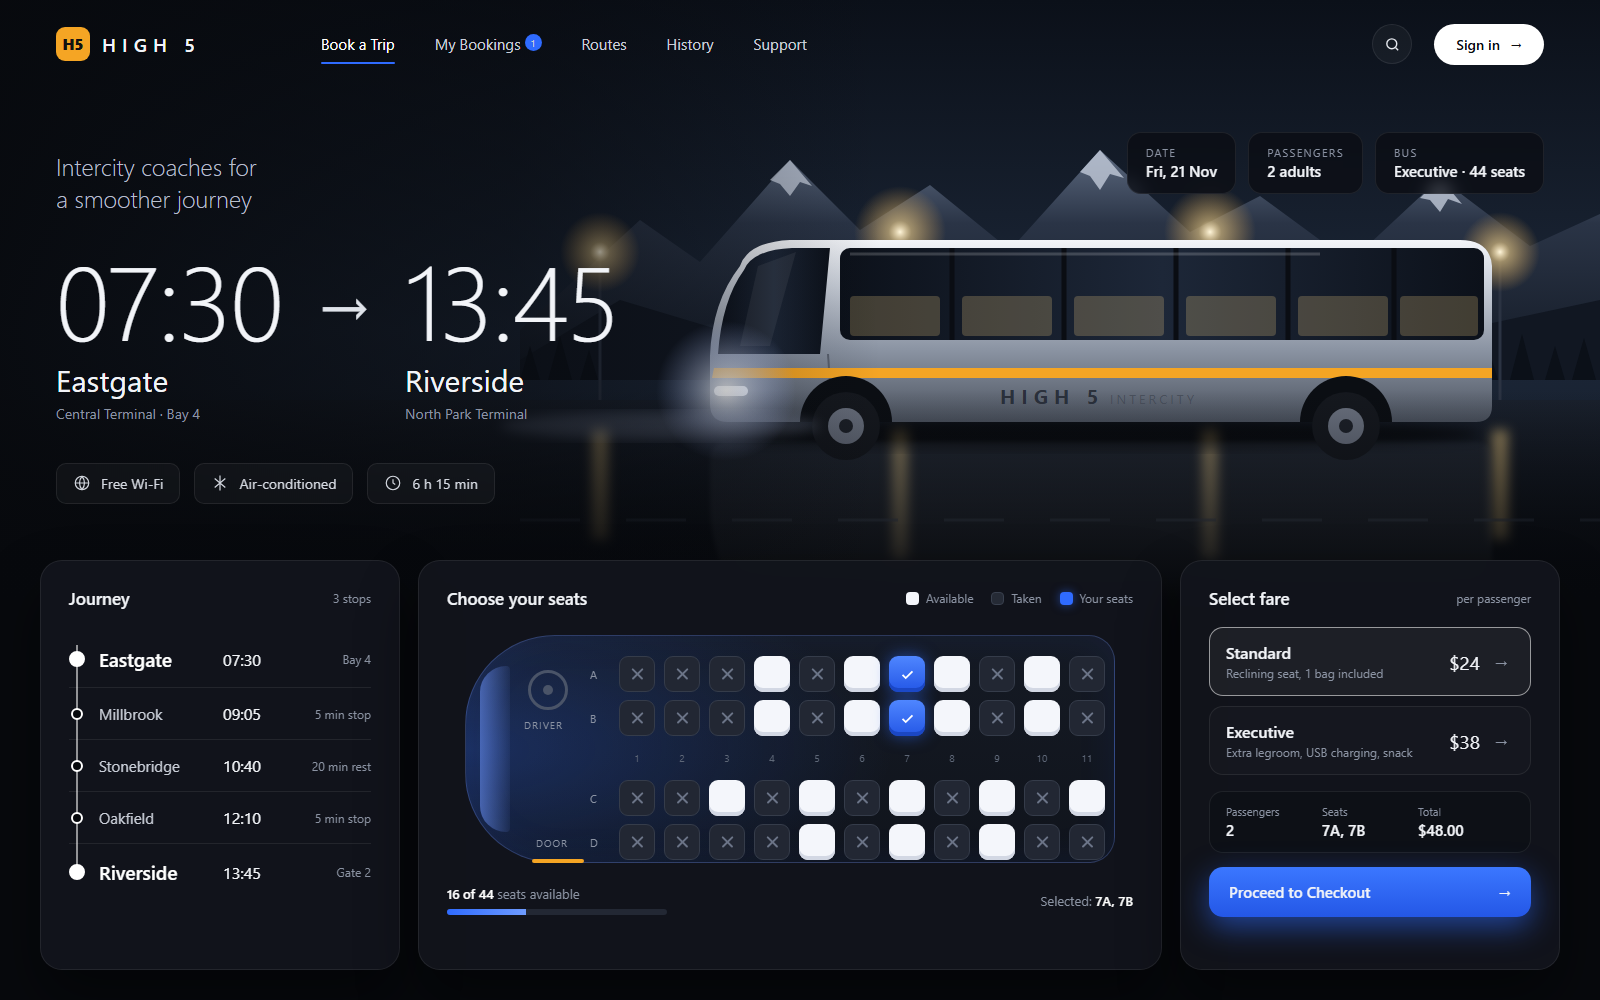 H5 HIGH 5
Book a Trip
My Bookings 1
Routes
History
Support
Sign in →
Intercity coaches for
a smoother journey
DATE
Fri, 21 Nov
PASSENGERS
2 adults
BUS
Executive · 44 seats
07:30 → 13:45
Eastgate
Central Terminal · Bay 4
Riverside
North Park Terminal
HIGH 5 INTERCITY
Free Wi-Fi
Air-conditioned
6 h 15 min
Journey
3 stops
Eastgate 07:30 Bay 4
Millbrook 09:05 5 min stop
Stonebridge 10:40 20 min rest
Oakfield 12:10 5 min stop
Riverside 13:45 Gate 2
Choose your seats
Available
Taken
Your seats
A
DRIVER
B
1 2 3 4 5 6 7 8 9 10 11
C
DOOR
D
16 of 44 seats available
Selected: 7A, 7B
Select fare
per passenger
Standard
Reclining seat, 1 bag included
$24 →
Executive
Extra legroom, USB charging, snack
$38 →
Passengers
2
Seats
7A, 7B
Total
$48.00
Proceed to Checkout →